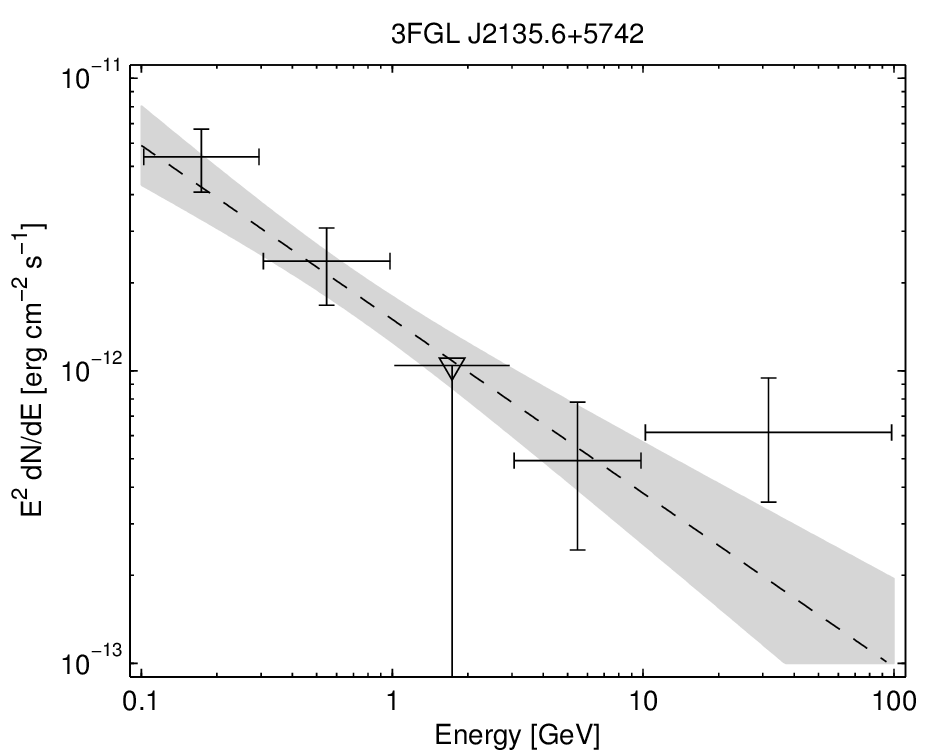 3FGL J2135.6+5742
10⁻¹¹
10⁻¹²
10⁻¹³
E² dN/dE [erg cm⁻² s⁻¹]
0.1 1 10 100
Energy [GeV]